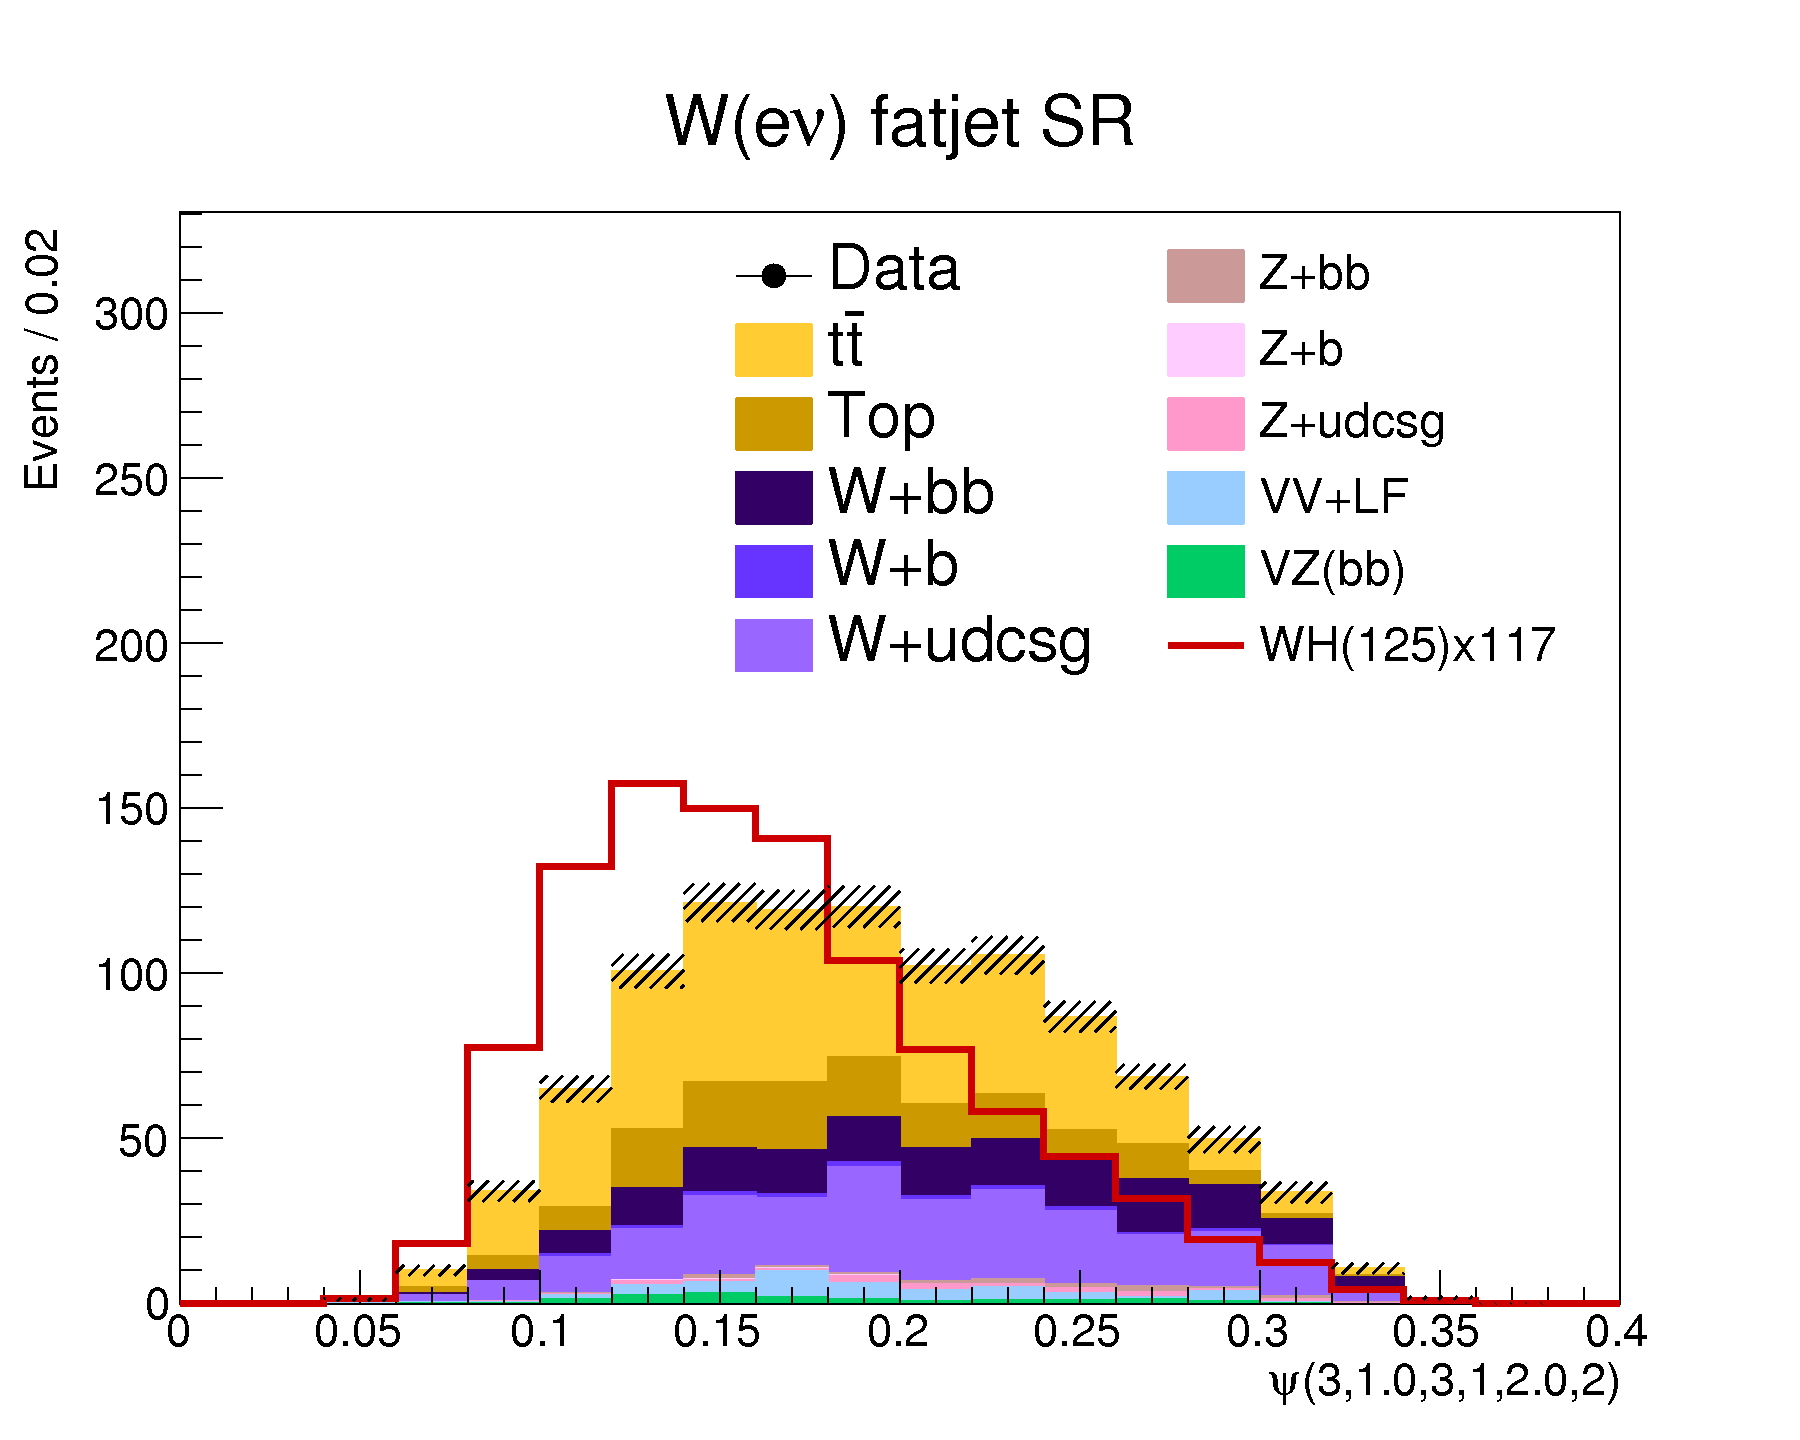 W(eν) fatjet SR
Events / 0.02
300
250
200
150
100
50
0
Data
tt̄
Top
W+bb
W+b
W+udcsg
Z+bb
Z+b
Z+udcsg
VV+LF
VZ(bb)
WH(125)x117
0 0.05 0.1 0.15 0.2 0.25 0.3 0.35 0.4
ψ(3,1.0,3,1,2.0,2)